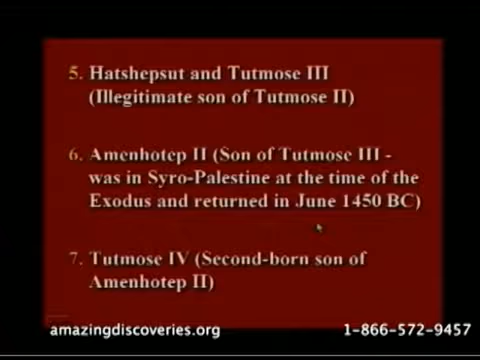 5. Hatshepsut and Tutmose III
(Illegitimate son of Tutmose II)
6. Amenhotep II (Son of Tutmose III -
was in Syro-Palestine at the time of the
Exodus and returned in June 1450 BC)
7. Tutmose IV (Second-born son of
Amenhotep II)
amazingdiscoveries.org
1-866-572-9457